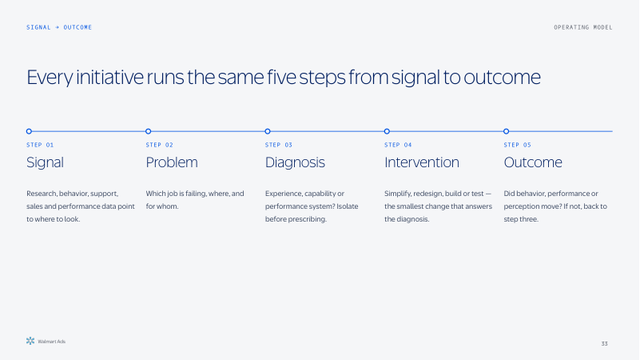 SIGNAL → OUTCOME
OPERATING MODEL
Every initiative runs the same five steps from signal to outcome
STEP 01
Signal
Research, behavior, support,
sales and performance data point
to where to look.
STEP 02
Problem
Which job is failing, where, and
for whom.
STEP 03
Diagnosis
Experience, capability or
performance system? Isolate
before prescribing.
STEP 04
Intervention
Simplify, redesign, build or test —
the smallest change that answers
the diagnosis.
STEP 05
Outcome
Did behavior, performance or
perception move? If not, back to
step three.
Walmart Ads
33